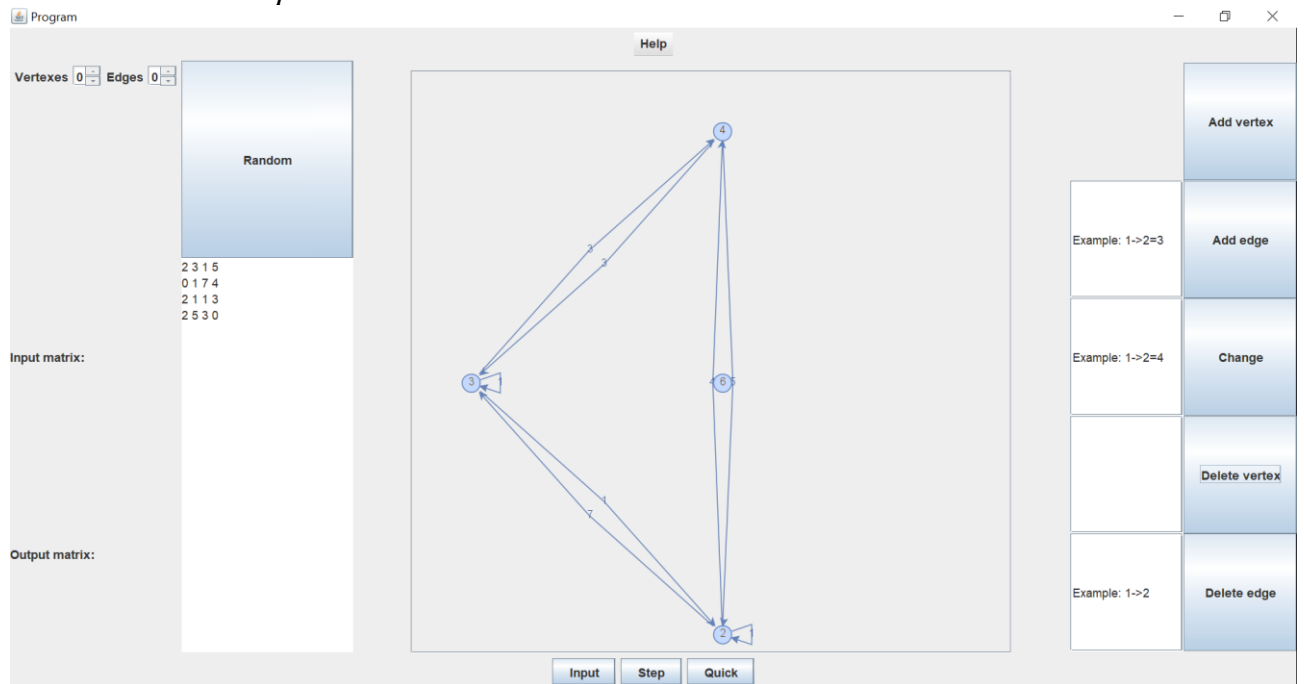 Program
Help
Vertexes 0 Edges 0
Random
2 3 1 5
0 1 7 4
2 1 1 3
2 5 3 0
Input matrix:
Output matrix:
4
3
3
3
1
4
6
5
1
7
2
1
Add vertex
Example: 1->2=3
Add edge
Example: 1->2=4
Change
Delete vertex
Example: 1->2
Delete edge
Input
Step
Quick